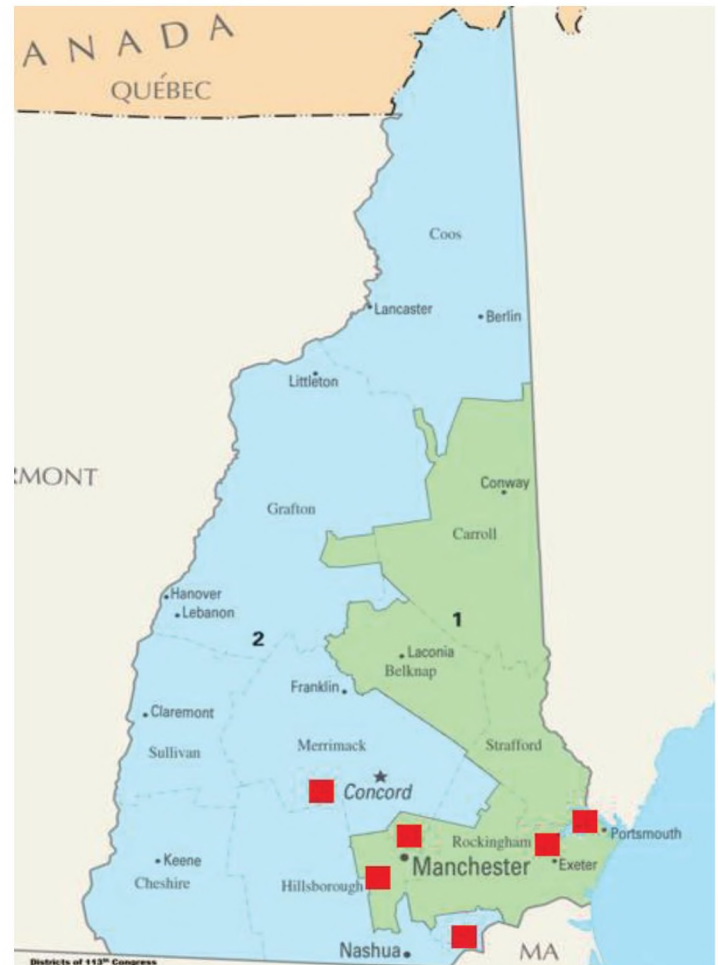 ANADA
QUÉBEC
Coos
Lancaster
Berlin
Littleton
RMONT
Conway
Grafton
Carroll
Hanover
Lebanon
1
2
Laconia
Belknap
Franklin
Claremont
Merrimack
Strafford
Sullivan
Concord
Portsmouth
Rockingham
Keene
Manchester
Exeter
Cheshire
Hillsborough
Nashua
MA
Districts of 113th Congress